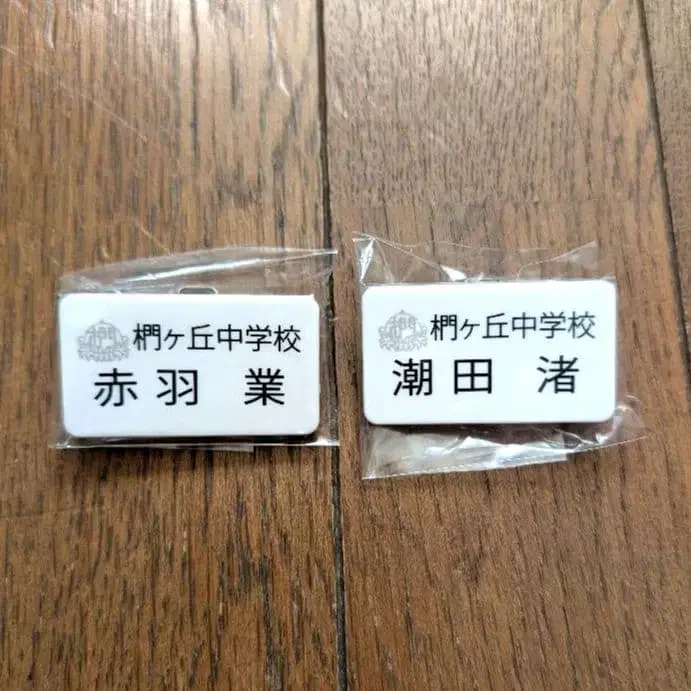 椚ヶ丘中学校
赤羽 業
椚ヶ丘中学校
潮田 渚